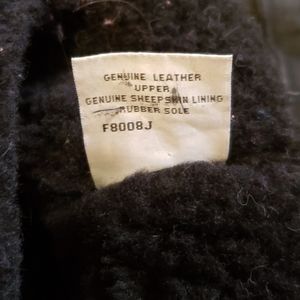 GENUINE LEATHER
UPPER
GENUINE SHEEPSKIN LINING
RUBBER SOLE
F8008J